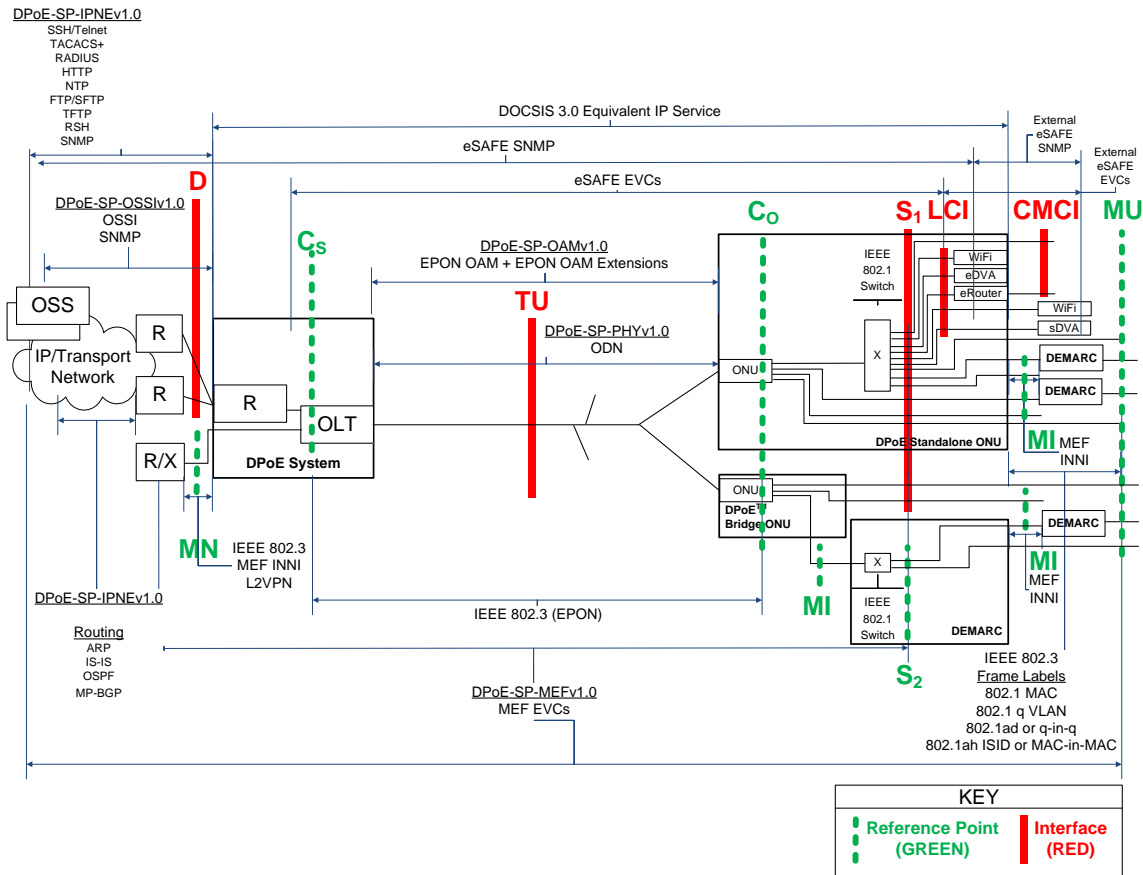 DPoE-SP-IPNEv1.0
SSH/Telnet
TACACS+
RADIUS
HTTP
NTP
FTP/SFTP
TFTP
RSH
SNMP
DOCSIS 3.0 Equivalent IP Service
eSAFE SNMP
External
eSAFE
SNMP
eSAFE EVCs
External
eSAFE
EVCs
D
DPoE-SP-OSSIv1.0
OSSI
SNMP
CS
DPoE-SP-OAMv1.0
EPON OAM + EPON OAM Extensions
TU
DPoE-SP-PHYv1.0
ODN
CO
S1
LCI
CMCI
MU
OSS
IP/Transport
Network
R
R
R/X
R
OLT
DPoE System
IEEE
802.1
Switch
WiFi
eDVA
eRouter
WiFi
sDVA
X
ONU
DEMARC
DEMARC
DPoE Standalone ONU
MI
MEF
INNI
ONU
DPoE™
Bridge ONU
DEMARC
MI
MEF
INNI
MI
X
IEEE
802.1
Switch
DEMARC
S2
MN
IEEE 802.3
MEF INNI
L2VPN
IEEE 802.3 (EPON)
DPoE-SP-IPNEv1.0
Routing
ARP
IS-IS
OSPF
MP-BGP
DPoE-SP-MEFv1.0
MEF EVCs
IEEE 802.3
Frame Labels
802.1 MAC
802.1 q VLAN
802.1ad or q-in-q
802.1ah ISID or MAC-in-MAC
KEY
Reference Point
(GREEN)
Interface
(RED)